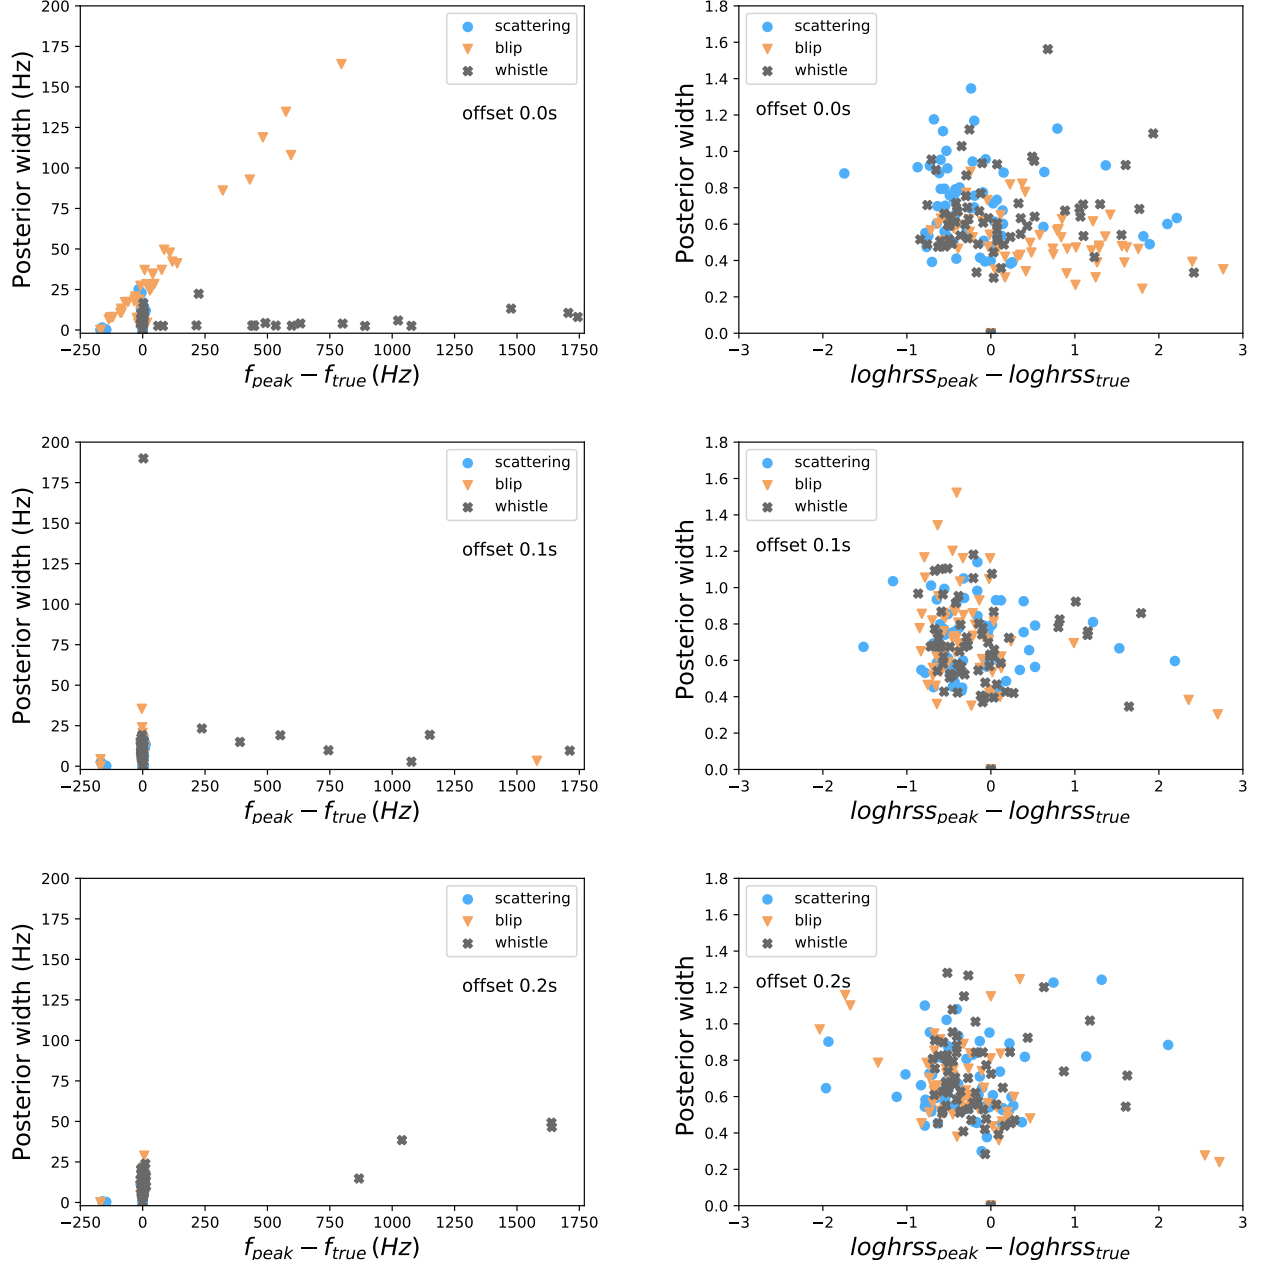 200
175
150
125
100
75
50
25
0
Posterior width (Hz)
scattering
blip
whistle
offset 0.0s
−250 0 250 500 750 1000 1250 1500 1750
f_peak − f_true (Hz)
1.8
1.6
1.4
1.2
1.0
0.8
0.6
0.4
0.2
0.0
Posterior width
scattering
blip
whistle
offset 0.0s
−3 −2 −1 0 1 2 3
loghrss_peak − loghrss_true
200
175
150
125
100
75
50
25
0
Posterior width (Hz)
scattering
blip
whistle
offset 0.1s
−250 0 250 500 750 1000 1250 1500 1750
f_peak − f_true (Hz)
1.8
1.6
1.4
1.2
1.0
0.8
0.6
0.4
0.2
0.0
Posterior width
scattering
blip
whistle
offset 0.1s
−3 −2 −1 0 1 2 3
loghrss_peak − loghrss_true
200
175
150
125
100
75
50
25
0
Posterior width (Hz)
scattering
blip
whistle
offset 0.2s
−250 0 250 500 750 1000 1250 1500 1750
f_peak − f_true (Hz)
1.8
1.6
1.4
1.2
1.0
0.8
0.6
0.4
0.2
0.0
Posterior width
scattering
blip
whistle
offset 0.2s
−3 −2 −1 0 1 2 3
loghrss_peak − loghrss_true